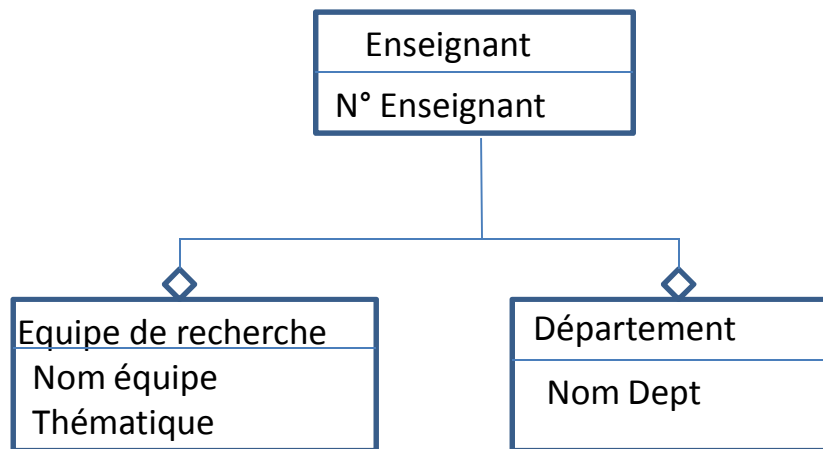 Enseignant
N° Enseignant
Equipe de recherche
Nom équipe
Thématique
Département
Nom Dept